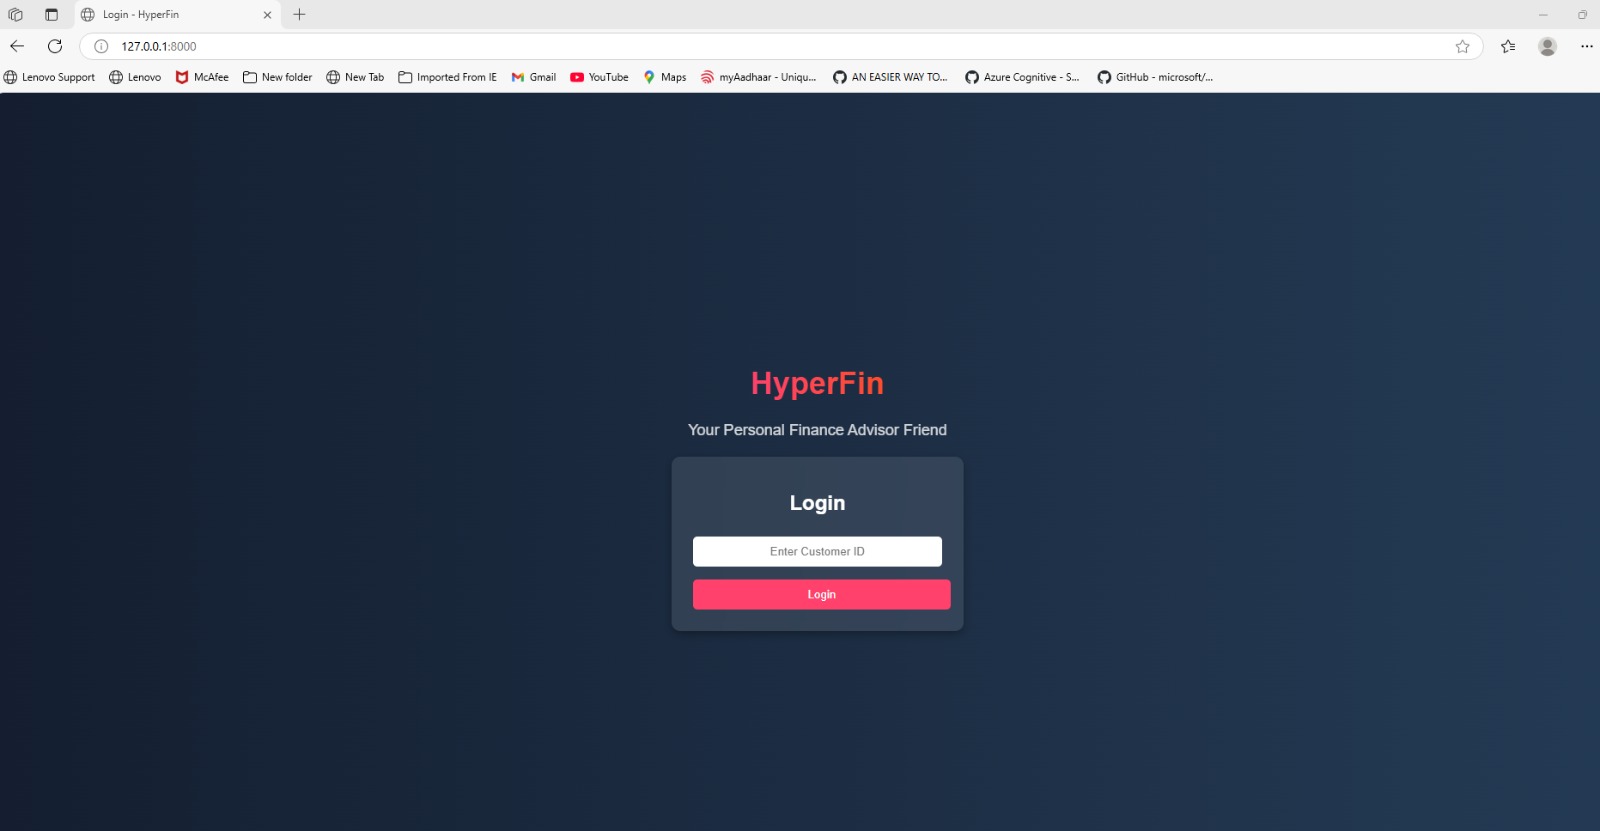 Login - HyperFin
127.0.0.1:8000
Lenovo Support Lenovo McAfee New folder New Tab Imported From IE Gmail YouTube Maps myAadhaar - Uniqu... AN EASIER WAY TO... Azure Cognitive - S... GitHub - microsoft/...
HyperFin
Your Personal Finance Advisor Friend
Login
Enter Customer ID
Login